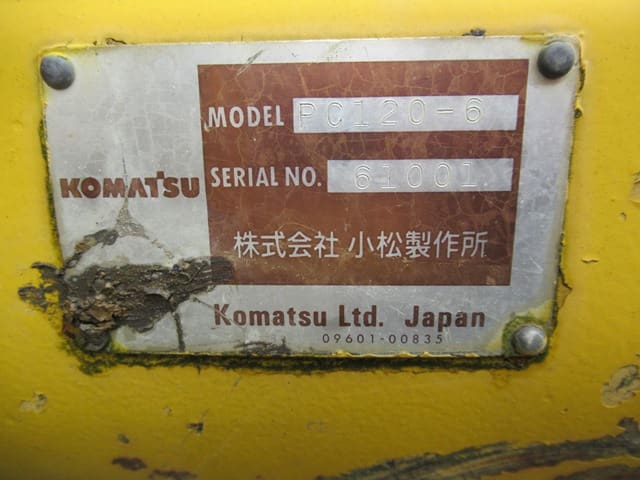 MODEL PC120-6
KOMATSU
SERIAL NO. 61001
株式会社 小松製作所
Komatsu Ltd. Japan
09601-00835